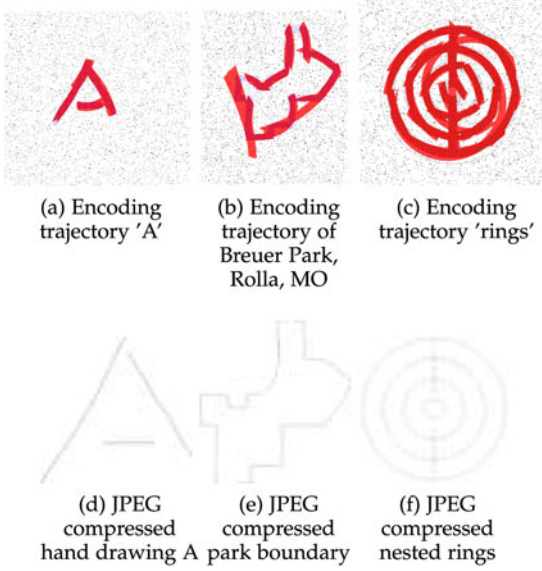 (a) Encoding
trajectory 'A'
(b) Encoding
trajectory of
Breuer Park,
Rolla, MO
(c) Encoding
trajectory 'rings'
(d) JPEG
compressed
hand drawing A
(e) JPEG
compressed
park boundary
(f) JPEG
compressed
nested rings